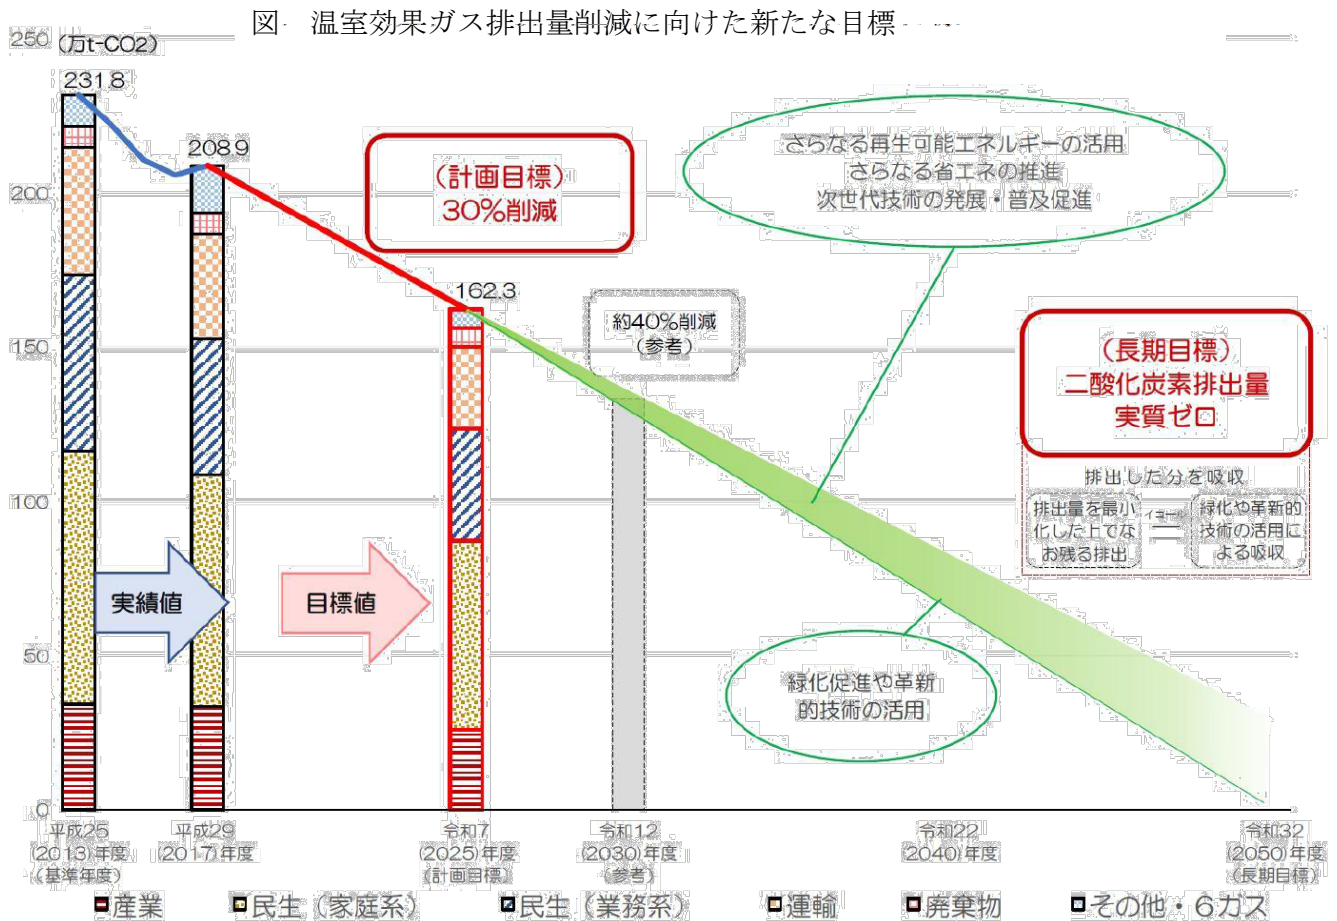 図 温室効果ガス排出量削減に向けた新たな目標
250 (万t-CO2)
231.8
208.9
200
(計画目標)
30%削減
さらなる再生可能エネルギーの活用
さらなる省エネの推進
次世代技術の発展・普及促進
162.3
約40%削減
(参考)
150
(長期目標)
二酸化炭素排出量
実質ゼロ
排出した分を吸収
排出量を最小
化した上でな
お残る排出
イコール
緑化や革新的
技術の活用に
よる吸収
100
実績値
目標値
50
緑化促進や革新
的技術の活用
0
平成25
(2013)年度
(基準年度)
平成29
(2017)年度
令和7
(2025)年度
(計画目標)
令和12
(2030)年度
(参考)
令和22
(2040)年度
令和32
(2050)年度
(長期目標)
産業
民生(家庭系)
民生(業務系)
運輸
廃棄物
その他・6ガス